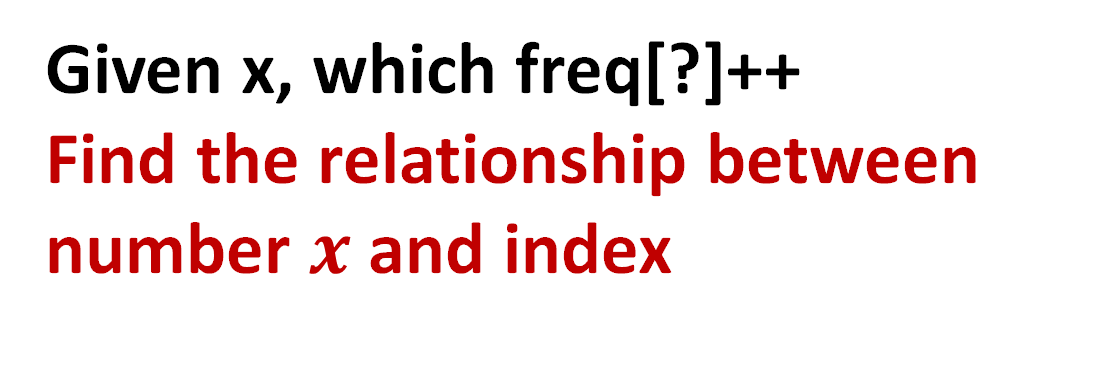 Given x, which freq[?]++
Find the relationship between
number 𝒙 and index